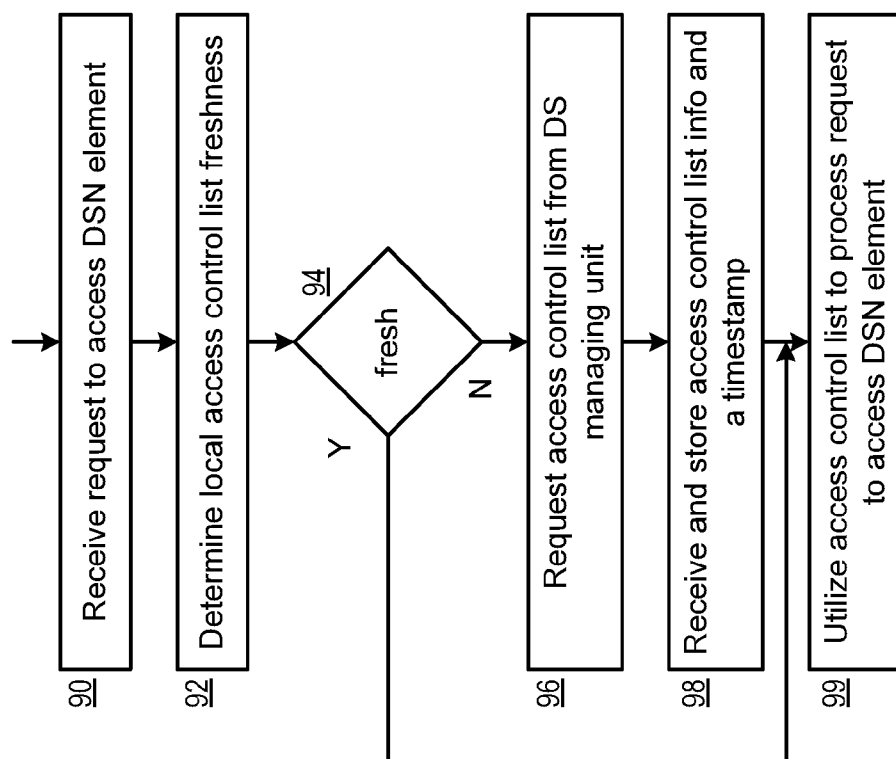 90
Receive request to access DSN element
92
Determine local access control list freshness
94
fresh
Y
N
96
Request access control list from DS
managing unit
98
Receive and store access control list info and
a timestamp
99
Utilize access control list to process request
to access DSN element